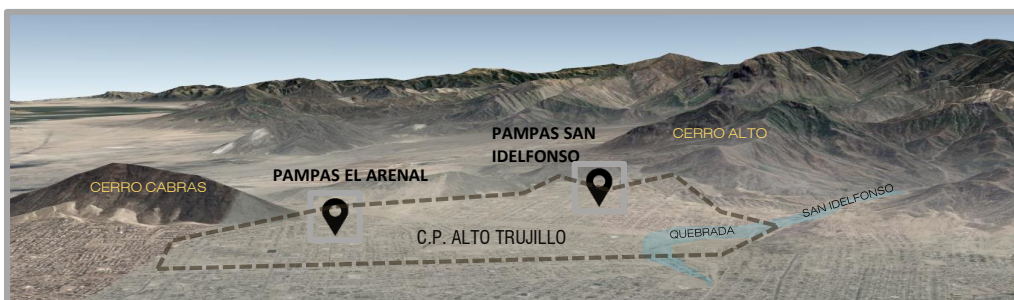 PAMPAS SAN
IDELFONSO
CERRO ALTO
CERRO CABRAS
PAMPAS EL ARENAL
SAN IDELFONSO
QUEBRADA
C.P. ALTO TRUJILLO